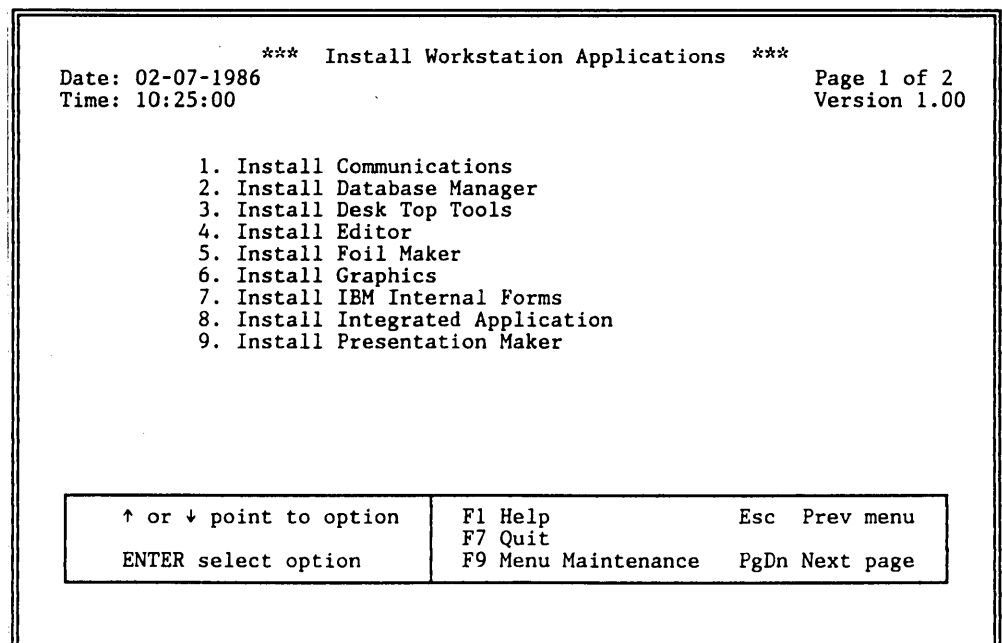 *** Install Workstation Applications ***
Date: 02-07-1986 Page 1 of 2
Time: 10:25:00 Version 1.00
1. Install Communications
2. Install Database Manager
3. Install Desk Top Tools
4. Install Editor
5. Install Foil Maker
6. Install Graphics
7. Install IBM Internal Forms
8. Install Integrated Application
9. Install Presentation Maker
↑ or ↓ point to option F1 Help Esc Prev menu
F7 Quit
ENTER select option F9 Menu Maintenance PgDn Next page